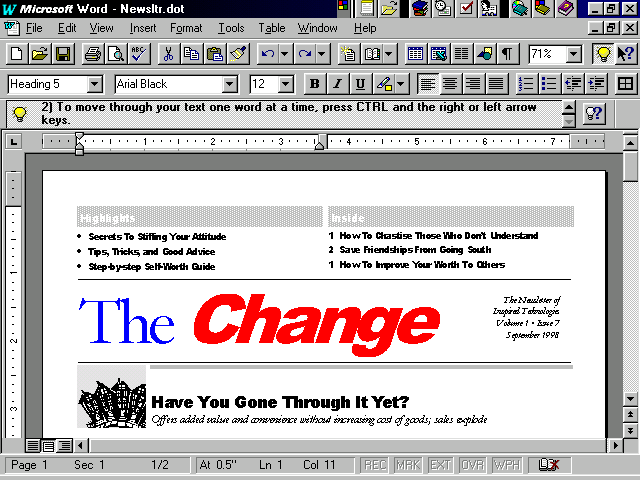 Microsoft Word - Newsltr.dot
File Edit View Insert Format Tools Table Window Help
ABC
71%
Heading 5 Arial Black 12 B I U
2) To move through your text one word at a time, press CTRL and the right or left arrow
keys.
1 2 3 4 5 6 7
Highlights Inside
• Secrets To Stifling Your Attitude
• Tips, Tricks, and Good Advice
• Step-by-step Self-Worth Guide
1 How To Chastise Those Who Don't Understand
2 Save Friendships From Going South
1 How To Improve Your Worth To Others
The Change
The Newsletter of
Inspired Tehnologies
Volume 1 • Issue 7
September 1998
1
2
3
Have You Gone Through It Yet?
Offers added value and convenience without increasing cost of goods; sales explode
Page 1 Sec 1 1/2 At 0.5" Ln 1 Col 11 REC MRK EXT OVR WPH